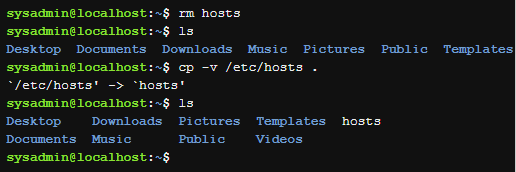 sysadmin@localhost:~$ rm hosts
sysadmin@localhost:~$ ls
Desktop  Documents  Downloads  Music  Pictures  Public  Templates
sysadmin@localhost:~$ cp -v /etc/hosts .
`/etc/hosts' -> `hosts'
sysadmin@localhost:~$ ls
Desktop    Downloads  Pictures  Templates  hosts
Documents  Music      Public    Videos
sysadmin@localhost:~$